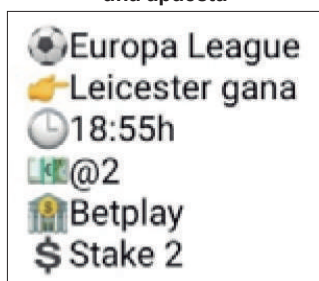 una apuesta
⚽Europa League
👉Leicester gana
🕒18:55h
💶@2
🏦Betplay
💲Stake 2